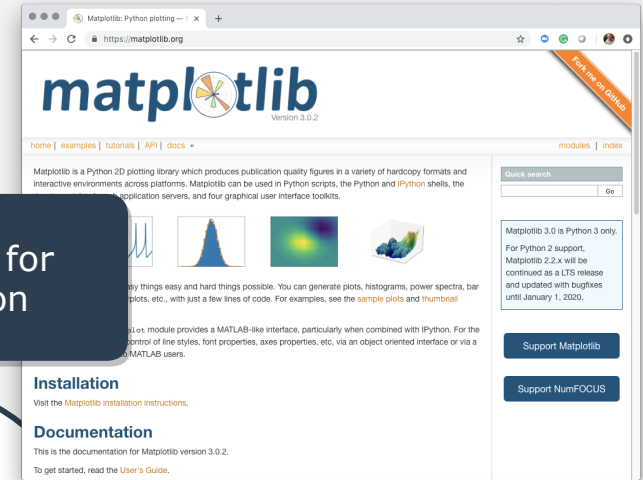 Matplotlib: Python plotting —
https://matplotlib.org
Fork me on GitHub
matplotlib
Version 3.0.2
home | examples | tutorials | API | docs »
modules | index
Matplotlib is a Python 2D plotting library which produces publication quality figures in a variety of hardcopy formats and
interactive environments across platforms. Matplotlib can be used in Python scripts, the Python and IPython shells, the
application servers, and four graphical user interface toolkits.
for
on
easy things easy and hard things possible. You can generate plots, histograms, power spectra, bar
etc., with just a few lines of code. For examples, see the sample plots and thumbnail
module provides a MATLAB-like interface, particularly when combined with IPython. For the
control of line styles, font properties, axes properties, etc, via an object oriented interface or via a
MATLAB users.
Installation
Visit the Matplotlib installation instructions.
Documentation
This is the documentation for Matplotlib version 3.0.2.
To get started, read the User's Guide.
Quick search
Go
Matplotlib 3.0 is Python 3 only.
For Python 2 support,
Matplotlib 2.2.x will be
continued as a LTS release
and updated with bugfixes
until January 1, 2020.
Support Matplotlib
Support NumFOCUS